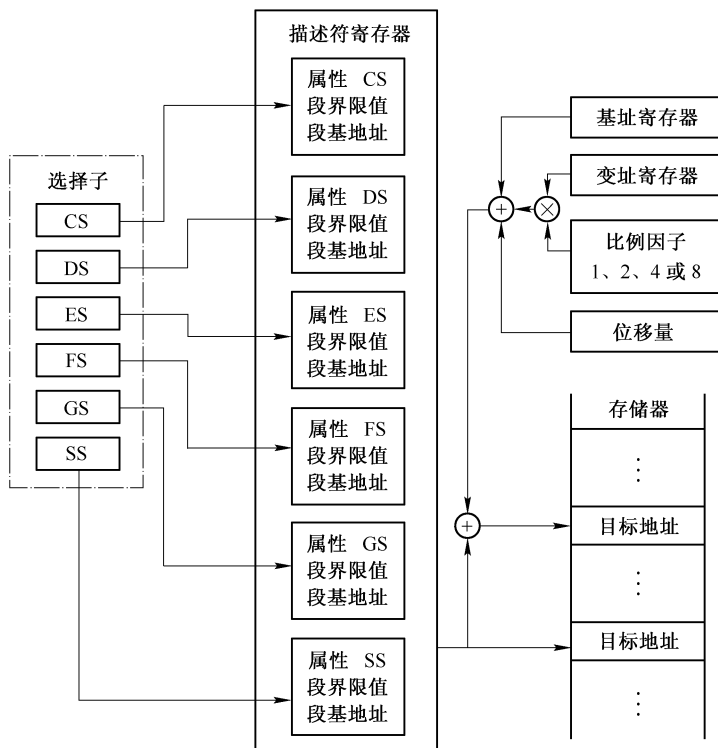 选择子
CS
DS
ES
FS
GS
SS
描述符寄存器
属性 CS
段界限值
段基地址
属性 DS
段界限值
段基地址
属性 ES
段界限值
段基地址
属性 FS
段界限值
段基地址
属性 GS
段界限值
段基地址
属性 SS
段界限值
段基地址
基址寄存器
变址寄存器
比例因子
1、2、4 或 8
位移量
+
×
+
存储器
⋮
目标地址
⋮
目标地址
⋮